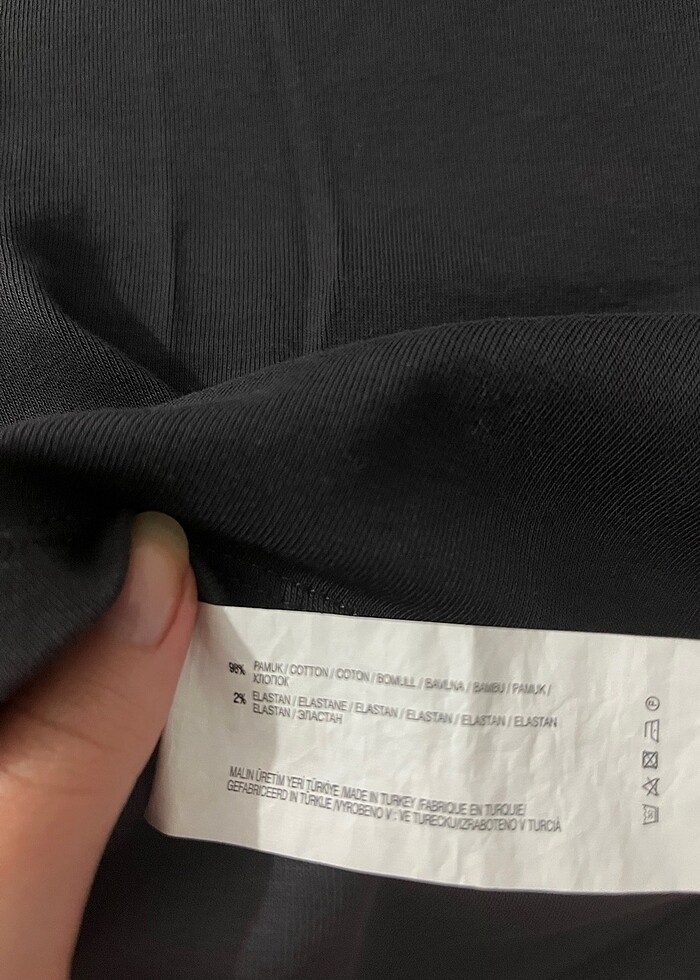 98% PAMUK / COTTON / COTON / BOMULL / BAVLNA / BAMBU / PAMUK /
ХЛОПОК
2% ELASTAN / ELASTANE / ELASTAN / ELASTAN / ELASTAN / ELASTAN
ELASTAN / ЭЛАСТАН
MALIN ÜRETIM YERİ TÜRKİYE /MADE IN TURKEY /FABRIQUE EN TURQUIE/
GEFABRICEERD IN TURKIJE /VYROBENO V : VE TURECKU/IZRABOTENO V TURCIA